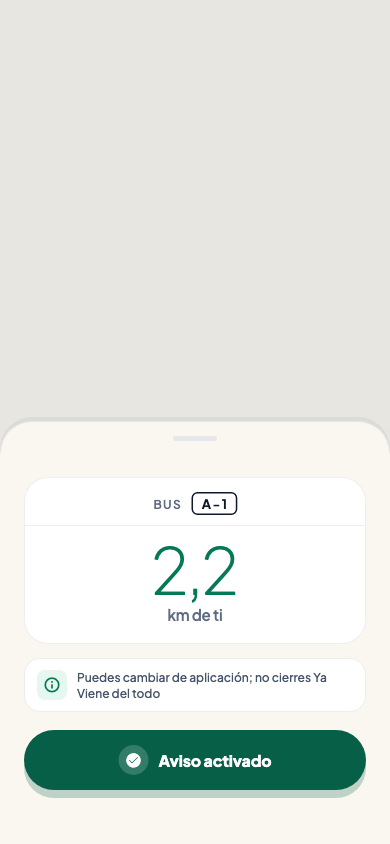 BUS A-1
2,2
km de ti
Puedes cambiar de aplicación; no cierres Ya
Viene del todo
Aviso activado